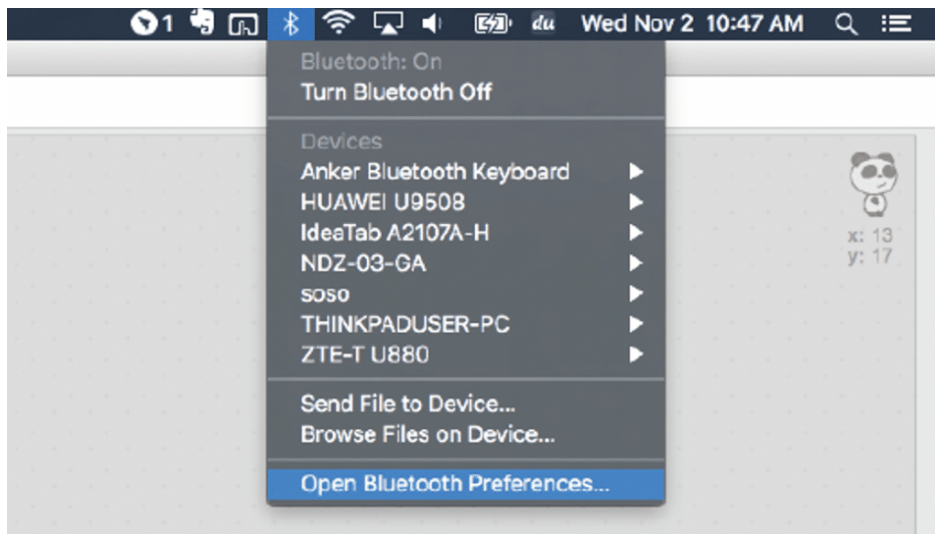 1 du Wed Nov 2 10:47 AM
Bluetooth: On
Turn Bluetooth Off
Devices
Anker Bluetooth Keyboard
HUAWEI U9508
IdeaTab A2107A-H
NDZ-03-GA
soso
THINKPADUSER-PC
ZTE-T U880
Send File to Device...
Browse Files on Device...
Open Bluetooth Preferences...
x: 13
y: 17